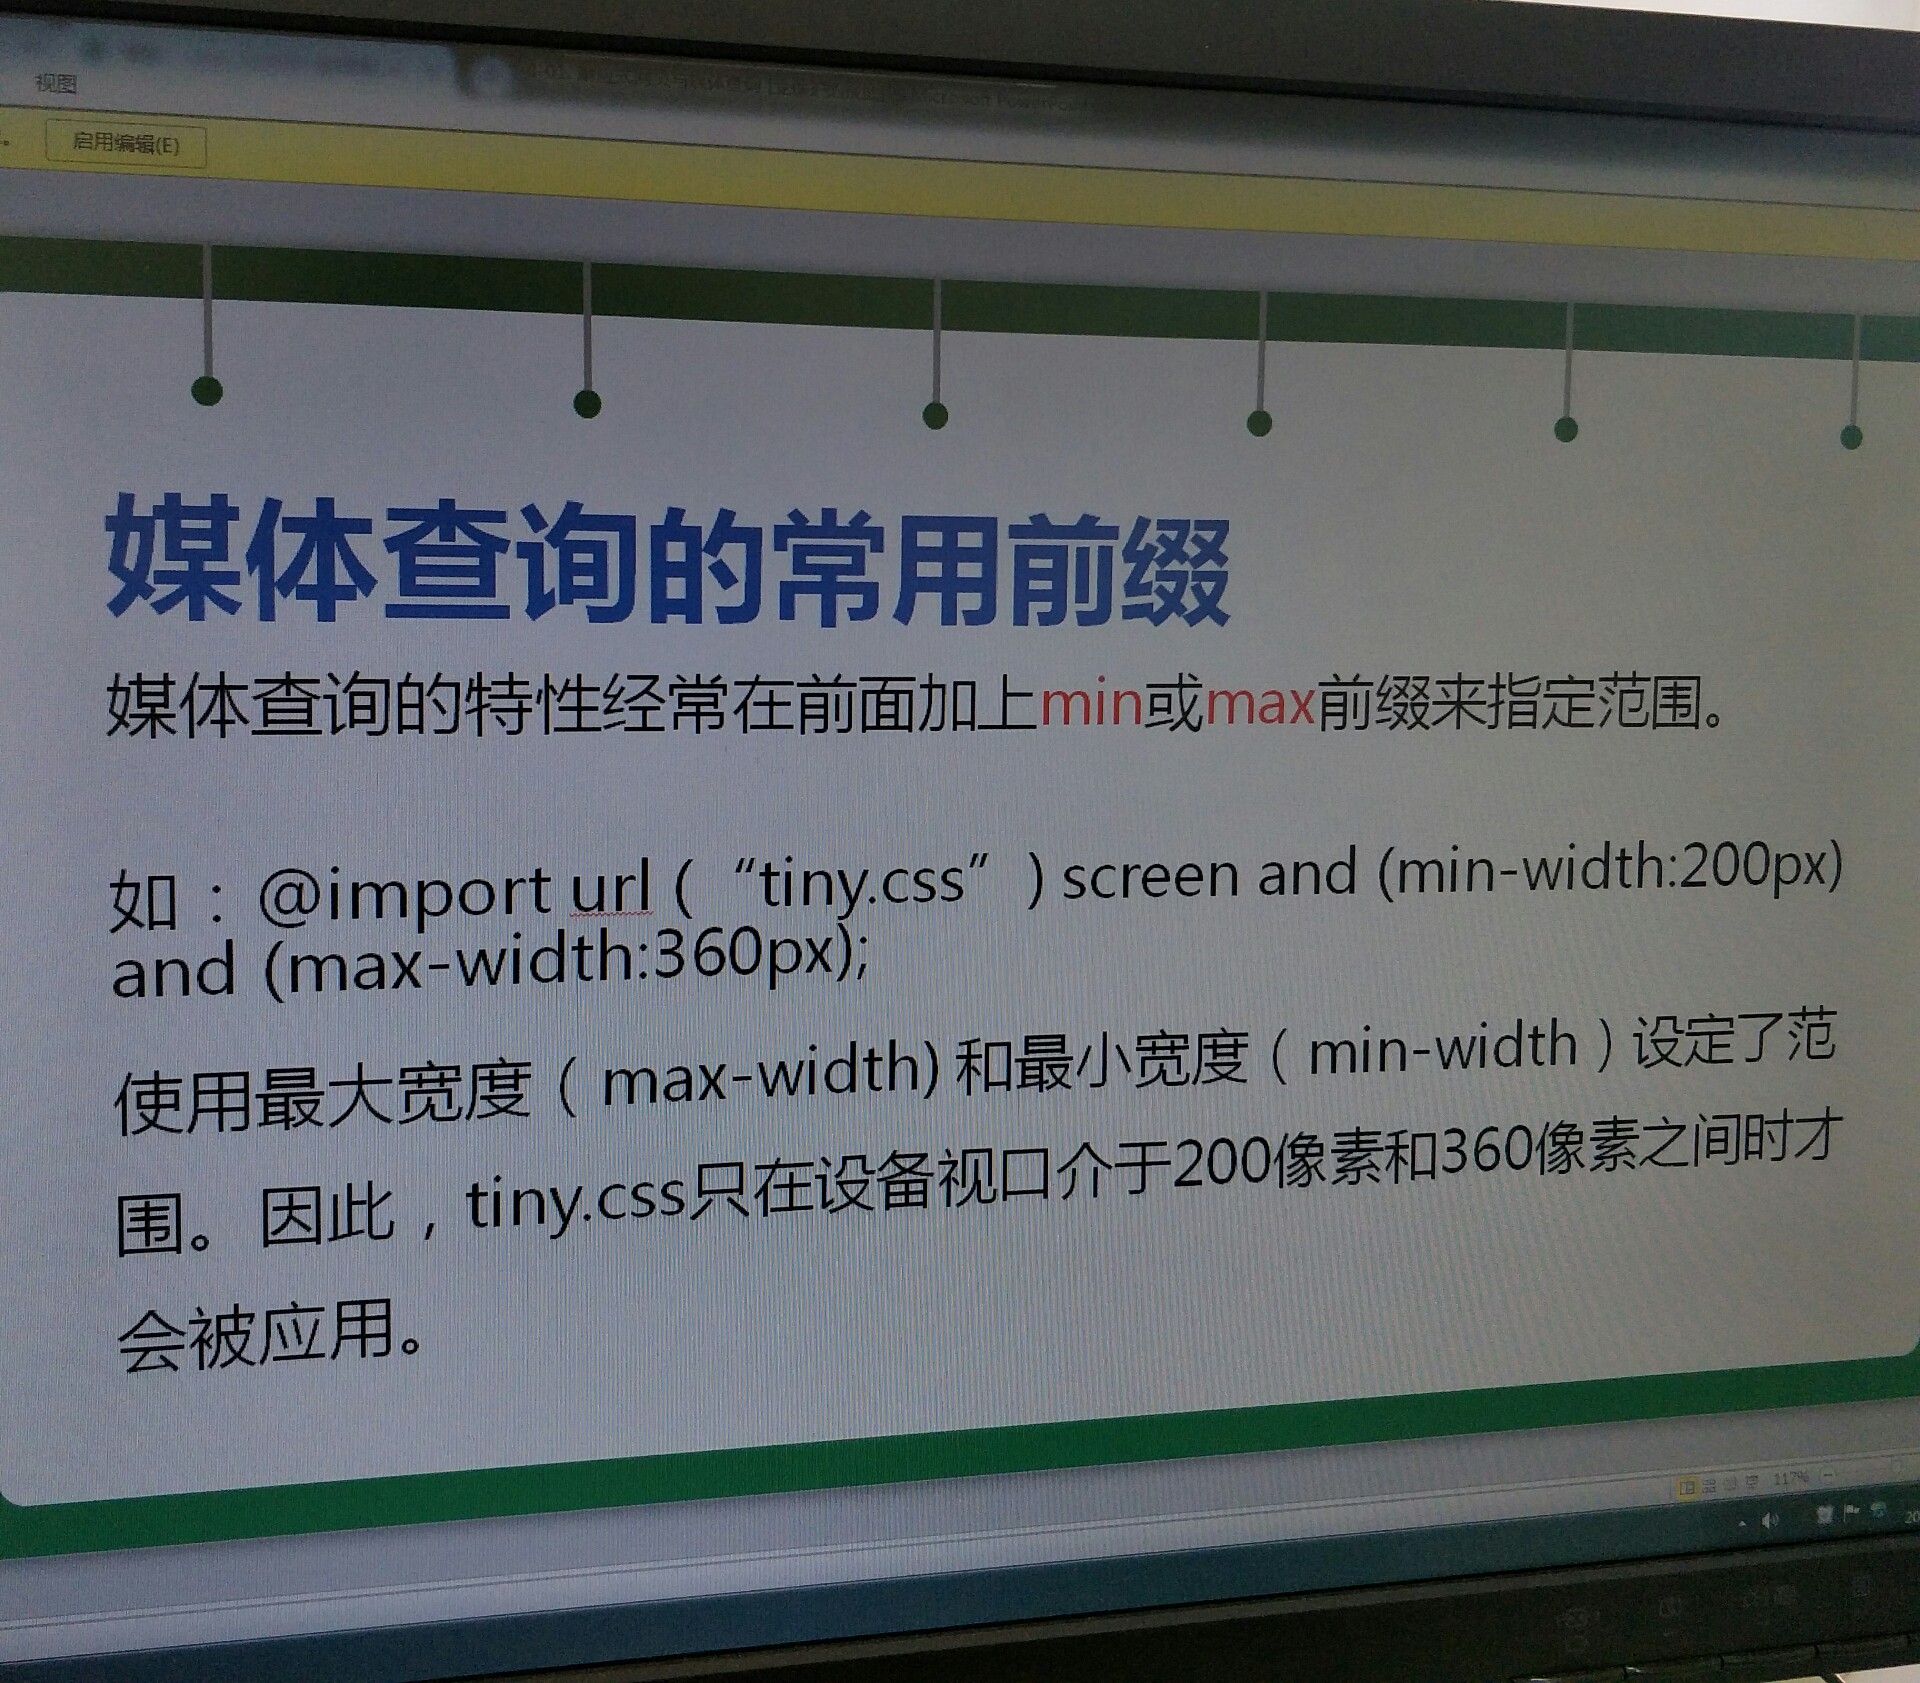 视图
启用编辑(E)
媒体查询的常用前缀
媒体查询的特性经常在前面加上min或max前缀来指定范围。
如：@import url (“tiny.css”) screen and (min-width:200px)
and (max-width:360px);
使用最大宽度（max-width) 和最小宽度（min-width）设定了范
围。因此，tiny.css只在设备视口介于200像素和360像素之间时才
会被应用。
117%
20